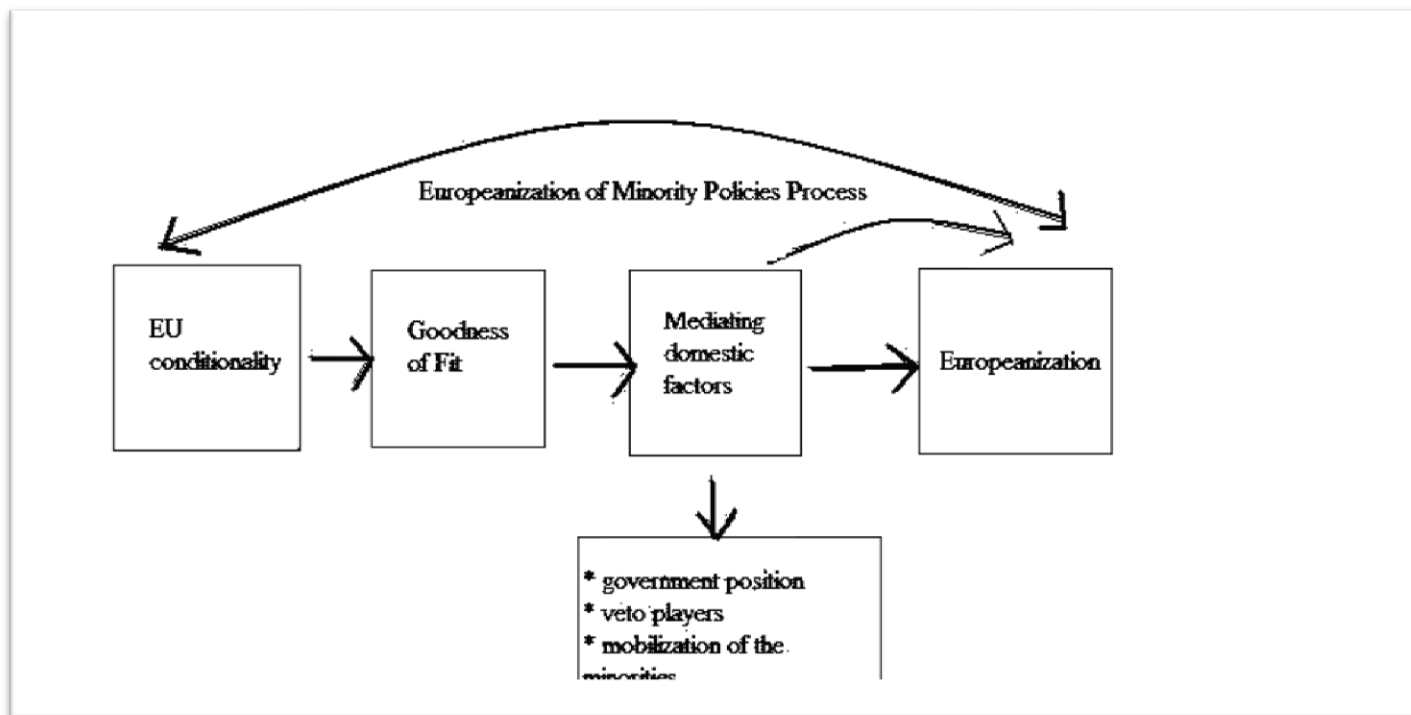 Europeanization of Minority Policies Process
EU
conditionality
Goodness
of Fit
Mediating
domestic
factors
Europeanization
* government position
* veto players
* mobilization of the
minorities